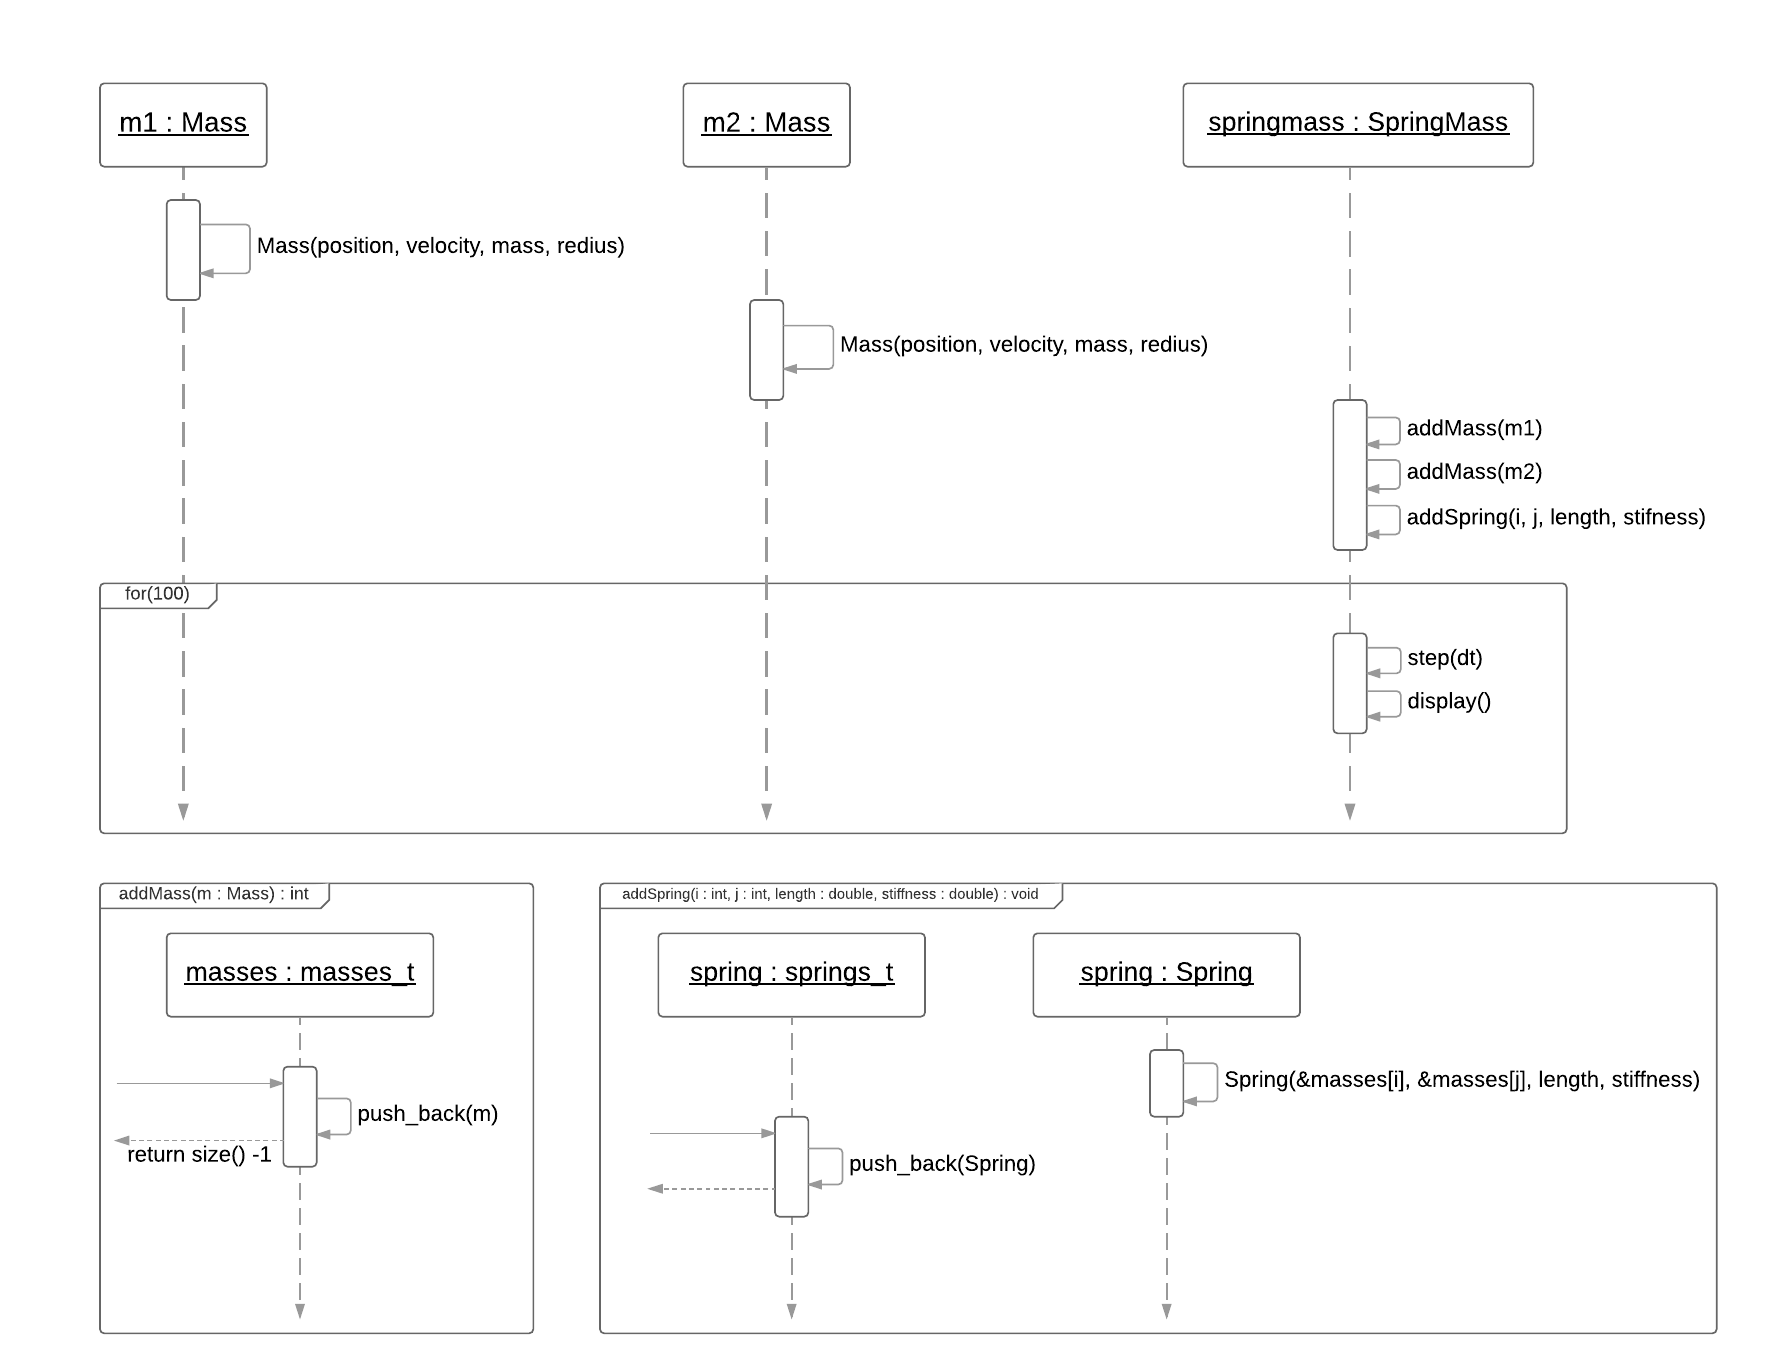 m1 : Mass
m2 : Mass
springmass : SpringMass
Mass(position, velocity, mass, redius)
Mass(position, velocity, mass, redius)
addMass(m1)
addMass(m2)
addSpring(i, j, length, stifness)
for(100)
step(dt)
display()
addMass(m : Mass) : int
masses : masses_t
push_back(m)
return size() -1
addSpring(i : int, j : int, length : double, stiffness : double) : void
spring : springs_t
spring : Spring
Spring(&masses[i], &masses[j], length, stiffness)
push_back(Spring)